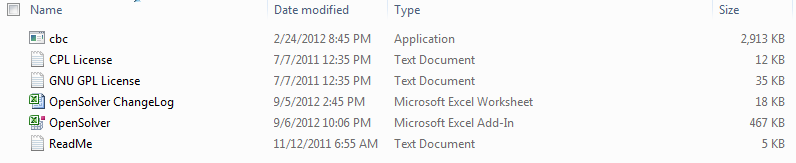 Name Date modified Type Size
cbc 2/24/2012 8:45 PM Application 2,913 KB
CPL License 7/7/2011 12:35 PM Text Document 12 KB
GNU GPL License 7/7/2011 12:35 PM Text Document 35 KB
OpenSolver ChangeLog 9/5/2012 2:45 PM Microsoft Excel Worksheet 18 KB
OpenSolver 9/6/2012 10:06 PM Microsoft Excel Add-In 467 KB
ReadMe 11/12/2011 6:55 AM Text Document 5 KB